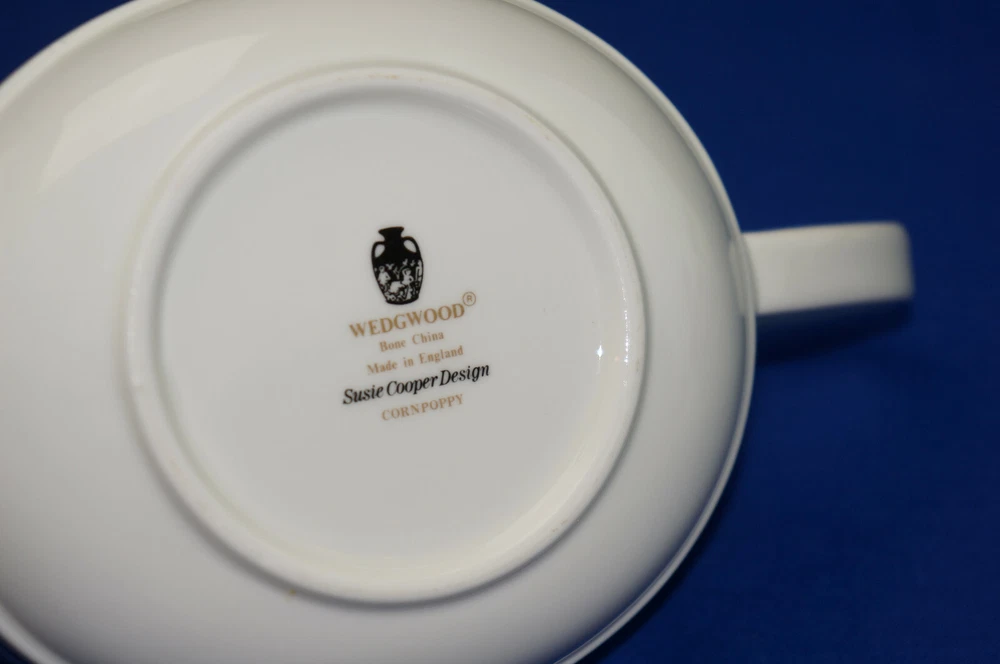 WEDGWOOD®
Bone China
Made in England
Susie Cooper Design
CORNPOPPY